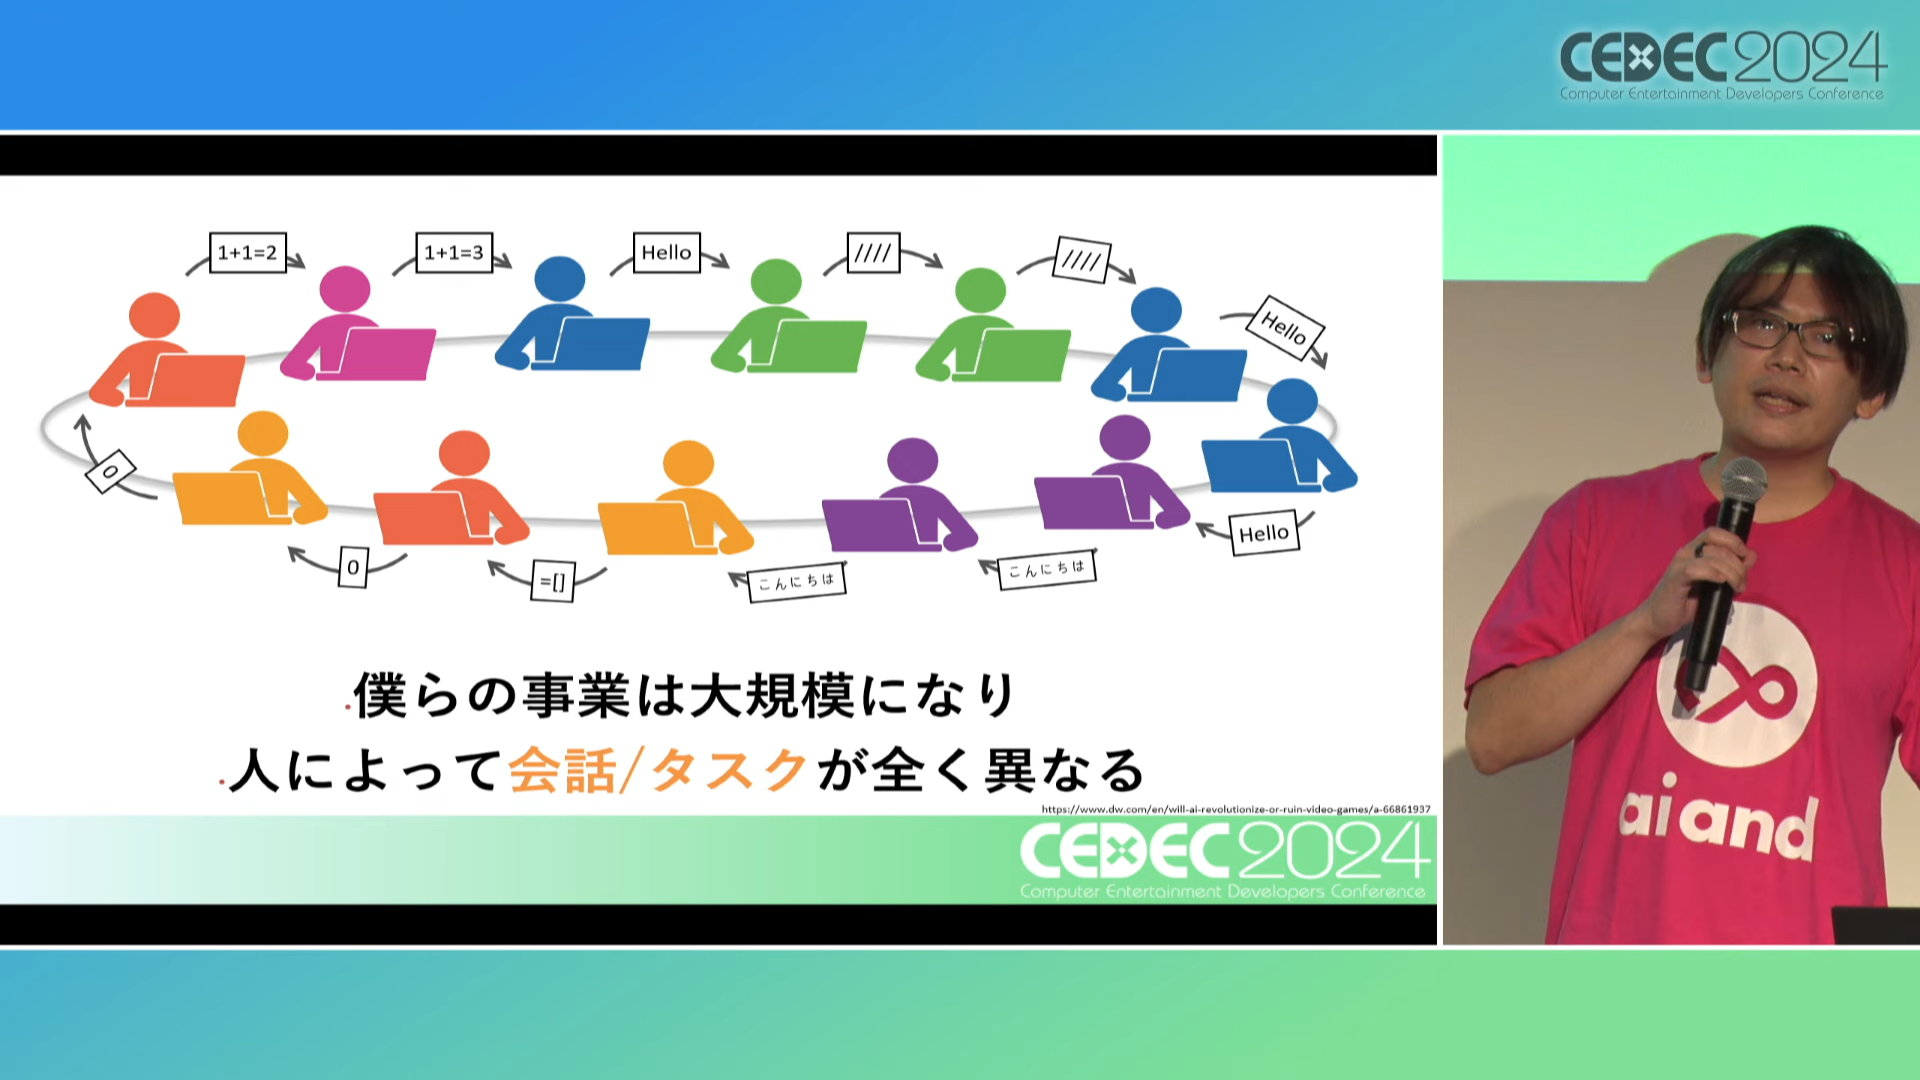 CEDEC2024
Computer Entertainment Developers Conference
1+1=2
1+1=3
Hello
////
////
Hello
Hello
こんにちは
こんにちは
=[]
0
0
僕らの事業は大規模になり
人によって会話/タスクが全く異なる
https://www.dw.com/en/will-ai-revolutionize-or-ruin-video-games/a-66861937
CEDEC2024
Computer Entertainment Developers Conference
ai and